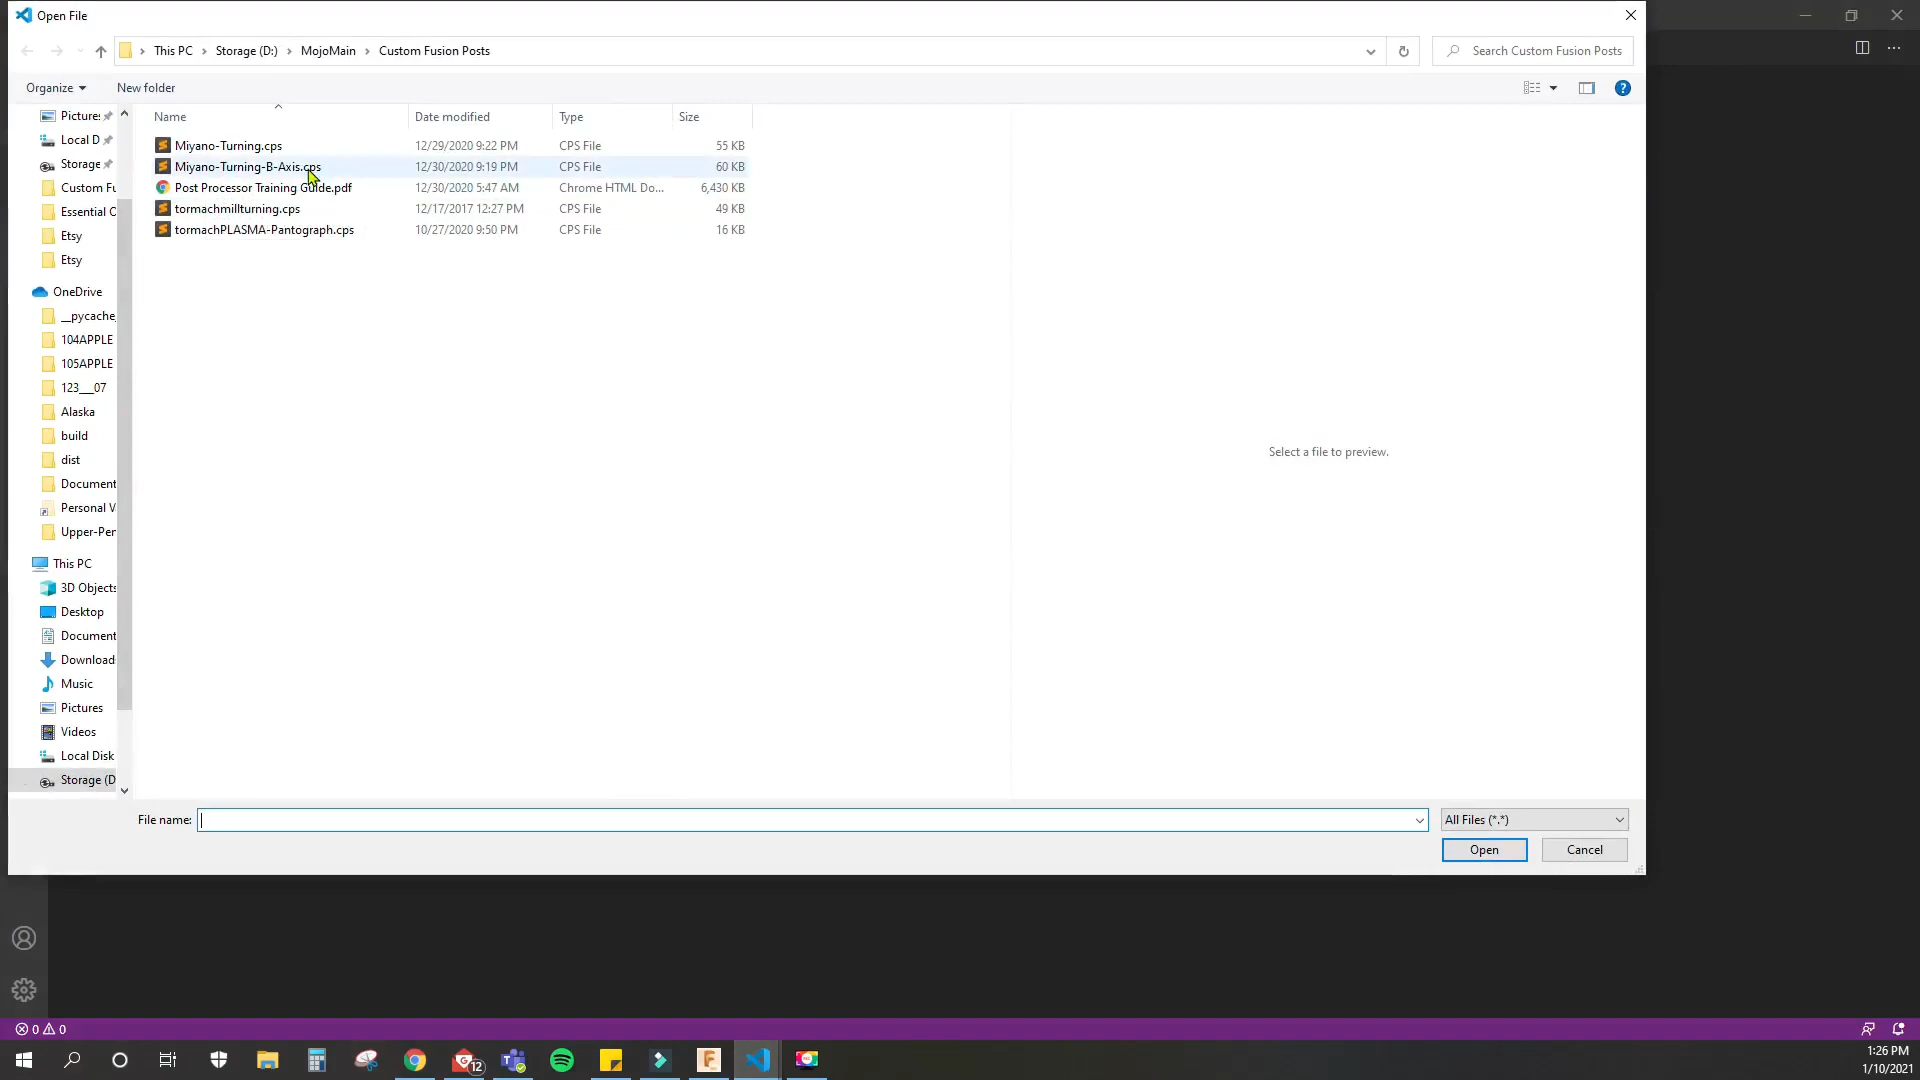 Open File
This PC > Storage (D:) > MojoMain > Custom Fusion Posts
Search Custom Fusion Posts
Organize
New folder
Name
Date modified
Type
Size
Miyano-Turning.cps 12/29/2020 9:22 PM CPS File 55 KB
Miyano-Turning-B-Axis.cps 12/30/2020 9:19 PM CPS File 60 KB
Post Processor Training Guide.pdf 12/30/2020 5:47 AM Chrome HTML Do... 6,430 KB
tormachmillturning.cps 12/17/2017 12:27 PM CPS File 49 KB
tormachPLASMA-Pantograph.cps 10/27/2020 9:50 PM CPS File 16 KB
Pictures
Local D
Storage
Custom Fu
Essential C
Etsy
Etsy
OneDrive
__pycache_
104APPLE
105APPLE
123___07
Alaska
build
dist
Document
Personal V
Upper-Per
This PC
3D Objects
Desktop
Document
Download
Music
Pictures
Videos
Local Disk
Storage (D
Select a file to preview.
File name:
All Files (*.*)
Open
Cancel
0 0
12
1:26 PM
1/10/2021